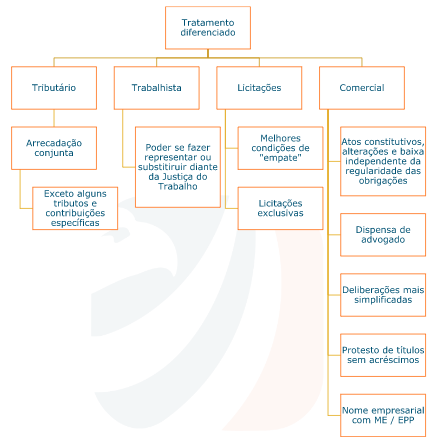 Tratamento
diferenciado
Tributário
Trabalhista
Licitações
Comercial
Arrecadação
conjunta
Exceto alguns
tributos e
contribuições
específicas
Poder se fazer
representar ou
substitiruir diante
da Justiça do
Trabalho
Melhores
condições de
"empate"
Licitações
exclusivas
Atos constitutivos,
alterações e baixa
independente da
regularidade das
obrigações
Dispensa de
advogado
Deliberações mais
simplificadas
Protesto de títulos
sem acréscimos
Nome empresarial
com ME / EPP